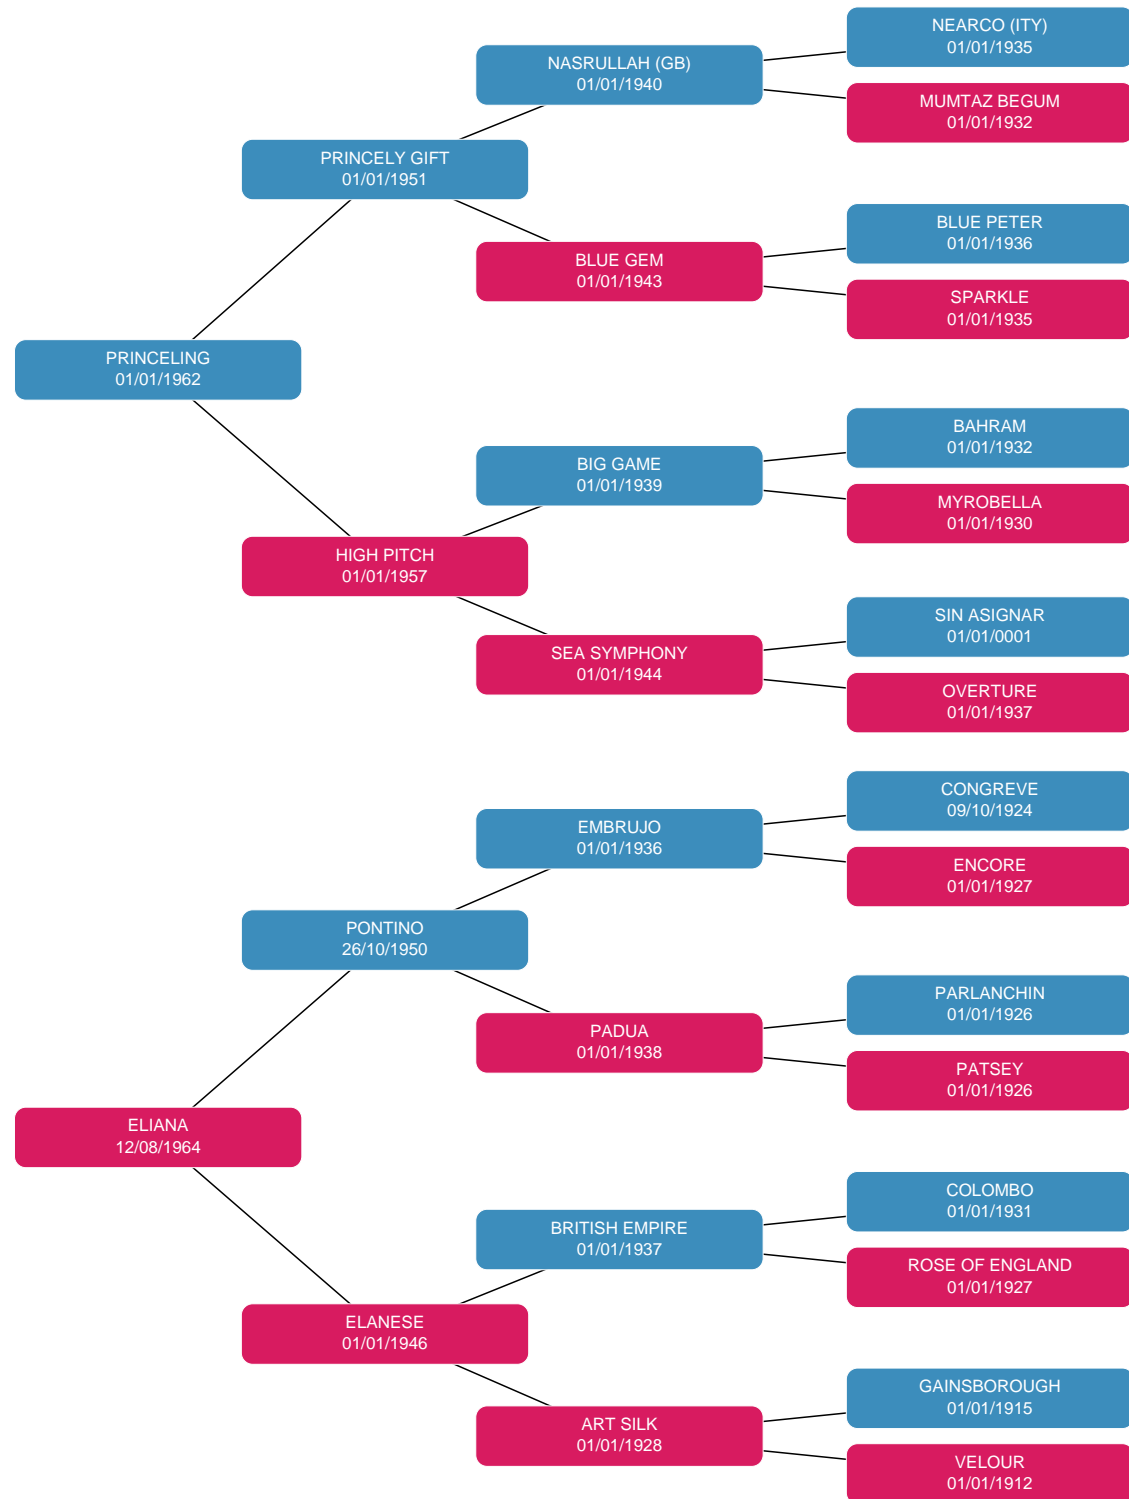 NEARCO (ITY)
01/01/1935
NASRULLAH (GB)
01/01/1940
MUMTAZ BEGUM
01/01/1932
PRINCELY GIFT
01/01/1951
BLUE PETER
01/01/1936
BLUE GEM
01/01/1943
SPARKLE
01/01/1935
PRINCELING
01/01/1962
BAHRAM
01/01/1932
BIG GAME
01/01/1939
MYROBELLA
01/01/1930
HIGH PITCH
01/01/1957
SIN ASIGNAR
01/01/0001
SEA SYMPHONY
01/01/1944
OVERTURE
01/01/1937
CONGREVE
09/10/1924
EMBRUJO
01/01/1936
ENCORE
01/01/1927
PONTINO
26/10/1950
PARLANCHIN
01/01/1926
PADUA
01/01/1938
PATSEY
01/01/1926
ELIANA
12/08/1964
COLOMBO
01/01/1931
BRITISH EMPIRE
01/01/1937
ROSE OF ENGLAND
01/01/1927
ELANESE
01/01/1946
GAINSBOROUGH
01/01/1915
ART SILK
01/01/1928
VELOUR
01/01/1912